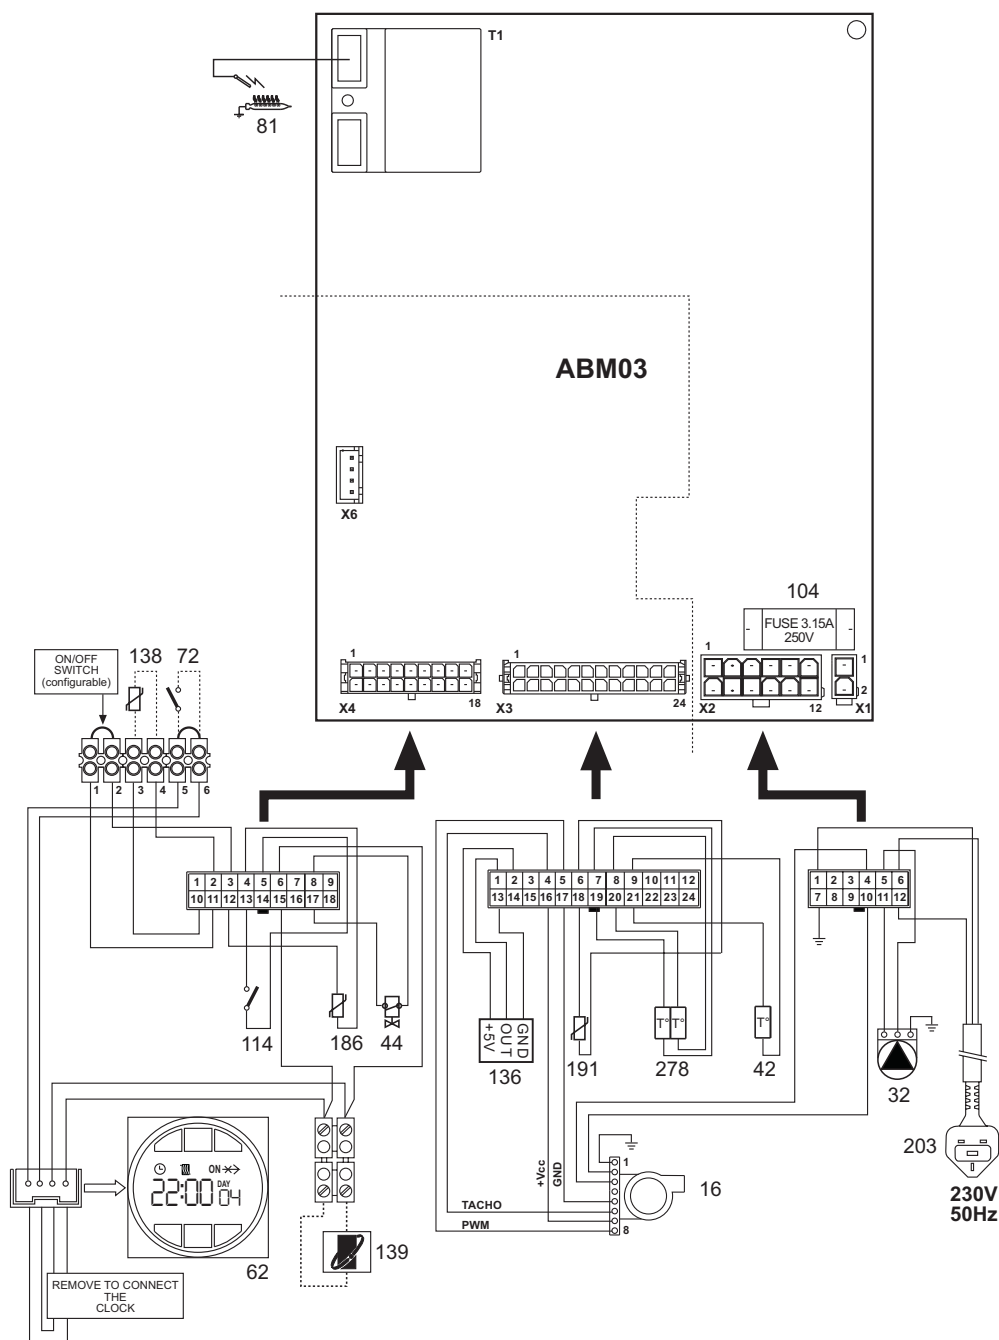 T1
81
ABM03
X6
104
FUSE 3.15A
250V
1
18
X4
1
24
X3
1
12
X2
1
2
X1
ON/OFF
SWITCH
(configurable)
138
72
1 2 3 4 5 6
1 2 3 4 5 6 7 8 9
10 11 12 13 14 15 16 17 18
1 2 3 4 5 6 7 8 9 10 11 12
13 14 15 16 17 18 19 20 21 22 23 24
1 2 3 4 5 6
7 8 9 10 11 12
114
186
44
+5V
OUT
GND
136
191
T° T°
278
T°
42
32
203
230V
50Hz
+Vcc
GND
TACHO
PWM
1
8
16
ON
22:00
DAY
04
62
139
REMOVE TO CONNECT
THE
CLOCK